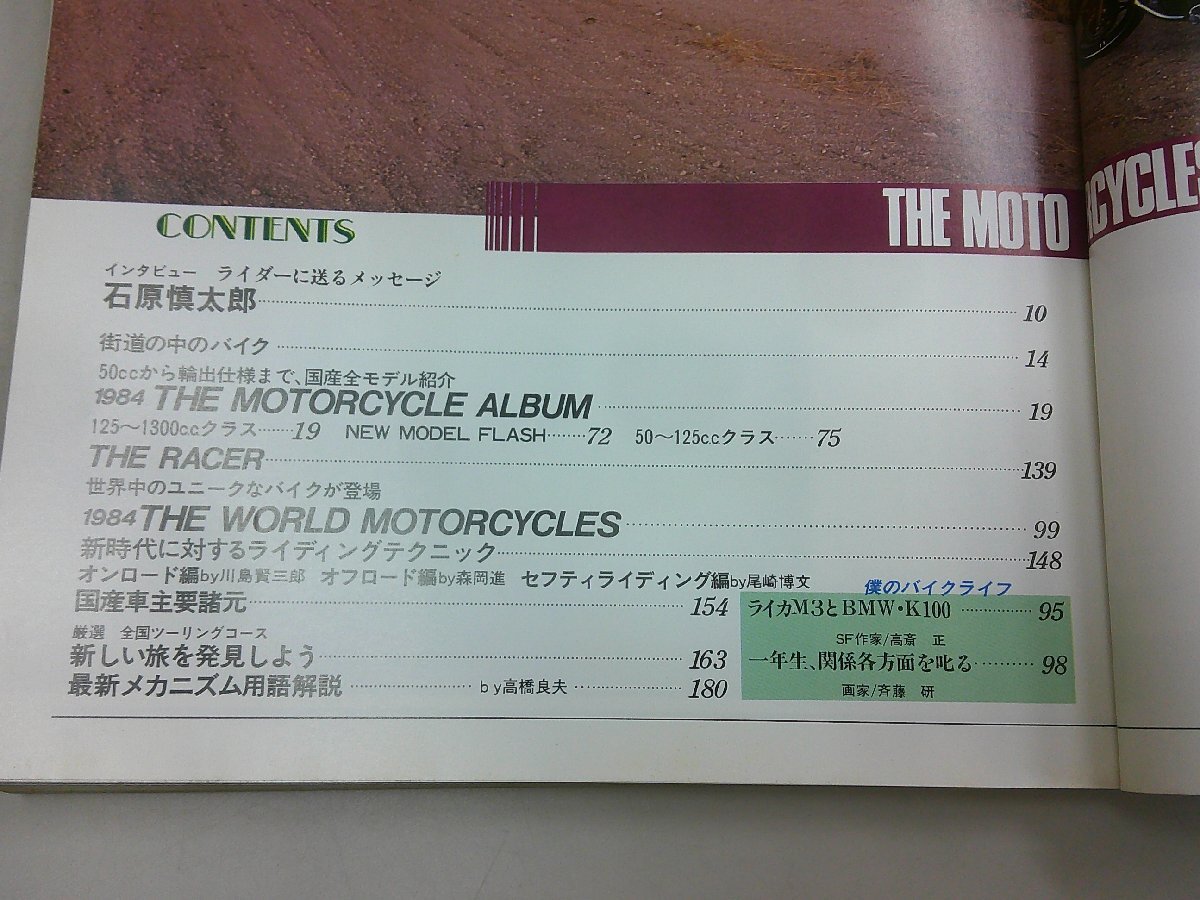 THE MOTO
RCYCLES
CONTENTS
インタビュー ライダーに送るメッセージ
石原慎太郎 10
街道の中のバイク 14
50ccから輸出仕様まで、国産全モデル紹介
1984 THE MOTORCYCLE ALBUM 19
125〜1300c.cクラス 19 NEW MODEL FLASH 72 50〜125c.cクラス 75
THE RACER 139
世界中のユニークなバイクが登場
1984 THE WORLD MOTORCYCLES 99
新時代に対するライディングテクニック 148
オンロード編by川島賢三郎 オフロード編by森岡進 セフティライディング編by尾崎博文
国産車主要諸元 154
厳選 全国ツーリングコース
新しい旅を発見しよう 163
最新メカニズム用語解説 by高橋良夫 180
僕のバイクライフ
ライカM3とBMW・K100 95
SF作家/高斎 正
一年生、関係各方面を叱る 98
画家/斉藤 研